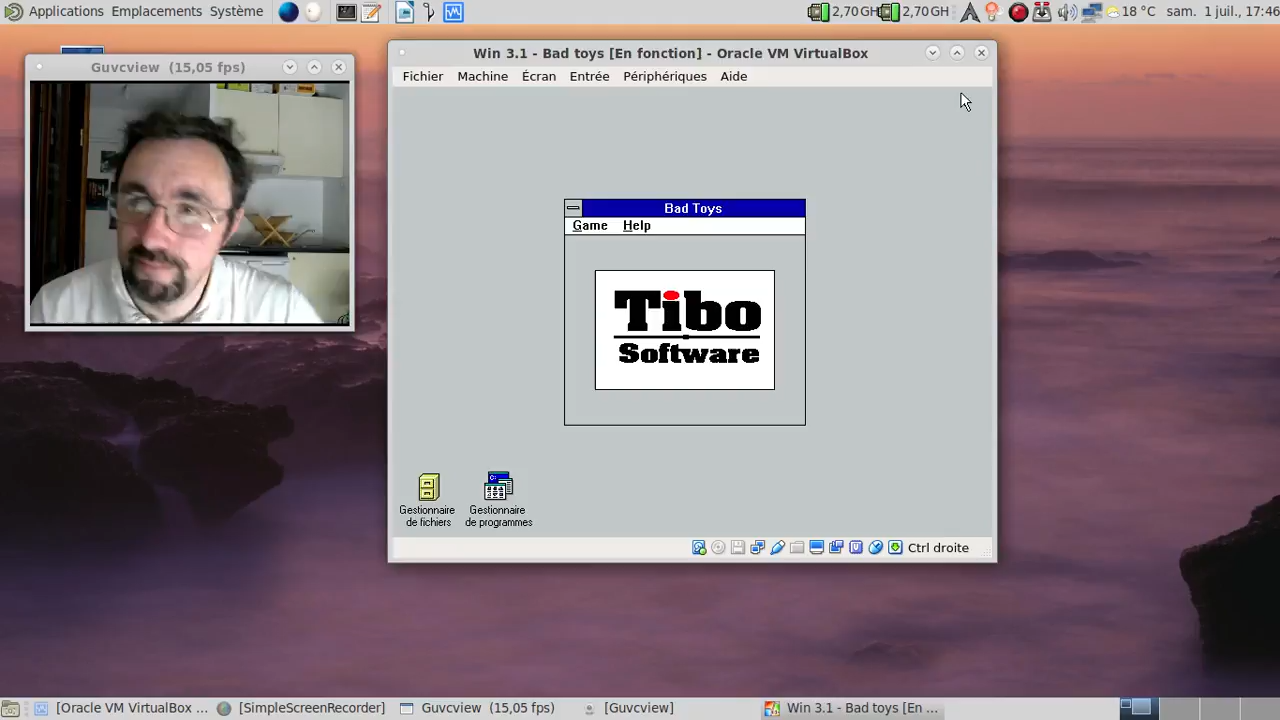 Applications Emplacements Système
2,70 GH 2,70 GH 18 °C sam. 1 juil., 17:46
Guvcview (15,05 fps)
Win 3.1 - Bad toys [En fonction] - Oracle VM VirtualBox
Fichier Machine Écran Entrée Périphériques Aide
Bad Toys
Game Help
Tibo
Software
Gestionnaire
de fichiers
Gestionnaire
de programmes
Ctrl droite
[Oracle VM VirtualBox ... [SimpleScreenRecorder] Guvcview (15,05 fps) [Guvcview] Win 3.1 - Bad toys [En ...